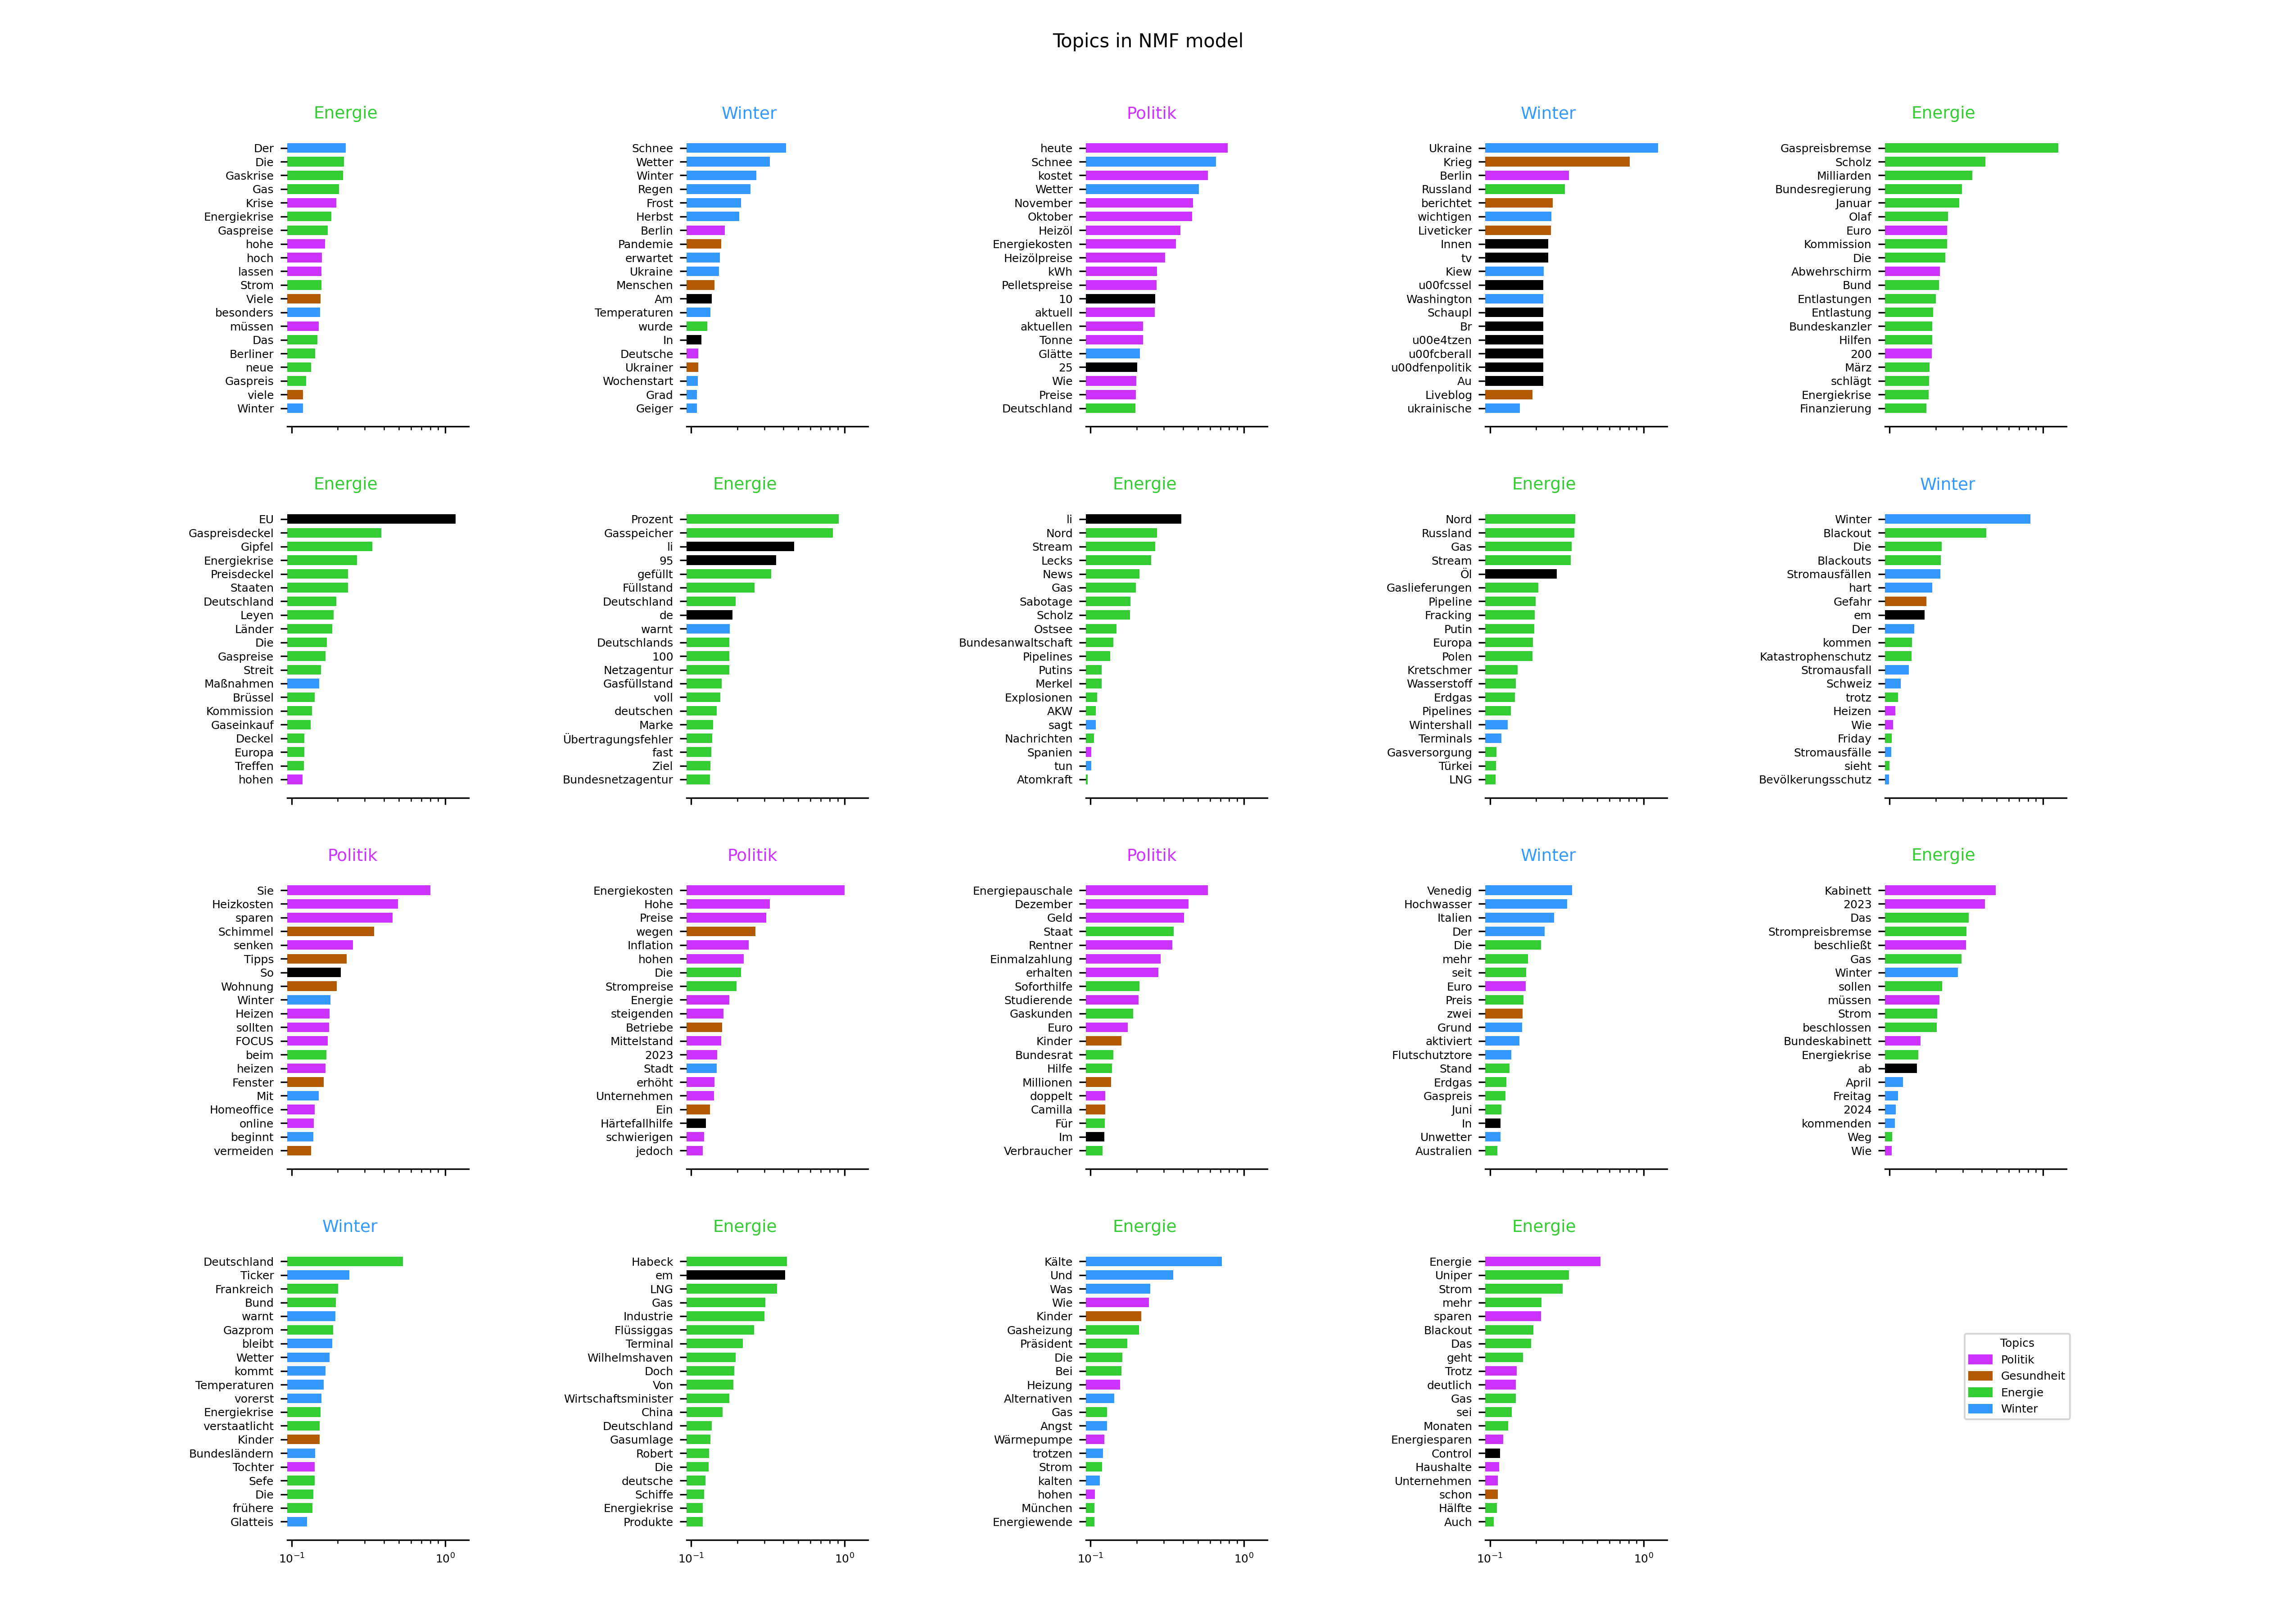 Topics in NMF model
Energie
Der
Die
Gaskrise
Gas
Krise
Energiekrise
Gaspreise
hohe
hoch
lassen
Strom
Viele
besonders
müssen
Das
Berliner
neue
Gaspreis
viele
Winter
Winter
Schnee
Wetter
Winter
Regen
Frost
Herbst
Berlin
Pandemie
erwartet
Ukraine
Menschen
Am
Temperaturen
wurde
In
Deutsche
Ukrainer
Wochenstart
Grad
Geiger
Politik
heute
Schnee
kostet
Wetter
November
Oktober
Heizöl
Energiekosten
Heizölpreise
kWh
Pelletspreise
10
aktuell
aktuellen
Tonne
Glätte
25
Wie
Preise
Deutschland
Winter
Ukraine
Krieg
Berlin
Russland
berichtet
wichtigen
Liveticker
Innen
tv
Kiew
u00fcssel
Washington
Schaupl
Br
u00e4tzen
u00fcberall
u00dfenpolitik
Au
Liveblog
ukrainische
Energie
Gaspreisbremse
Scholz
Milliarden
Bundesregierung
Januar
Olaf
Euro
Kommission
Die
Abwehrschirm
Bund
Entlastungen
Entlastung
Bundeskanzler
Hilfen
200
März
schlägt
Energiekrise
Finanzierung
Energie
EU
Gaspreisdeckel
Gipfel
Energiekrise
Preisdeckel
Staaten
Deutschland
Leyen
Länder
Die
Gaspreise
Streit
Maßnahmen
Brüssel
Kommission
Gaseinkauf
Deckel
Europa
Treffen
hohen
Energie
Prozent
Gasspeicher
li
95
gefüllt
Füllstand
Deutschland
de
warnt
Deutschlands
100
Netzagentur
Gasfüllstand
voll
deutschen
Marke
Übertragungsfehler
fast
Ziel
Bundesnetzagentur
Energie
li
Nord
Stream
Lecks
News
Gas
Sabotage
Scholz
Ostsee
Bundesanwaltschaft
Pipelines
Putins
Merkel
Explosionen
AKW
sagt
Nachrichten
Spanien
tun
Atomkraft
Energie
Nord
Russland
Gas
Stream
Öl
Gaslieferungen
Pipeline
Fracking
Putin
Europa
Polen
Kretschmer
Wasserstoff
Erdgas
Pipelines
Wintershall
Terminals
Gasversorgung
Türkei
LNG
Winter
Winter
Blackout
Die
Blackouts
Stromausfällen
hart
Gefahr
em
Der
kommen
Katastrophenschutz
Stromausfall
Schweiz
trotz
Heizen
Wie
Friday
Stromausfälle
sieht
Bevölkerungsschutz
Politik
Sie
Heizkosten
sparen
Schimmel
senken
Tipps
So
Wohnung
Winter
Heizen
sollten
FOCUS
beim
heizen
Fenster
Mit
Homeoffice
online
beginnt
vermeiden
Politik
Energiekosten
Hohe
Preise
wegen
Inflation
hohen
Die
Strompreise
Energie
steigenden
Betriebe
Mittelstand
2023
Stadt
erhöht
Unternehmen
Ein
Härtefallhilfe
schwierigen
jedoch
Politik
Energiepauschale
Dezember
Geld
Staat
Rentner
Einmalzahlung
erhalten
Soforthilfe
Studierende
Gaskunden
Euro
Kinder
Bundesrat
Hilfe
Millionen
doppelt
Camilla
Für
Im
Verbraucher
Winter
Venedig
Hochwasser
Italien
Der
Die
mehr
seit
Euro
Preis
zwei
Grund
aktiviert
Flutschutztore
Stand
Erdgas
Gaspreis
Juni
In
Unwetter
Australien
Energie
Kabinett
2023
Das
Strompreisbremse
beschließt
Gas
Winter
sollen
müssen
Strom
beschlossen
Bundeskabinett
Energiekrise
ab
April
Freitag
2024
kommenden
Weg
Wie
Winter
Deutschland
Ticker
Frankreich
Bund
warnt
Gazprom
bleibt
Wetter
kommt
Temperaturen
vorerst
Energiekrise
verstaatlicht
Kinder
Bundesländern
Tochter
Sefe
Die
frühere
Glatteis
10⁻¹ 10⁰
Energie
Habeck
em
LNG
Gas
Industrie
Flüssiggas
Terminal
Wilhelmshaven
Doch
Von
Wirtschaftsminister
China
Deutschland
Gasumlage
Robert
Die
deutsche
Schiffe
Energiekrise
Produkte
10⁻¹ 10⁰
Energie
Kälte
Und
Was
Wie
Kinder
Gasheizung
Präsident
Die
Bei
Heizung
Alternativen
Gas
Angst
Wärmepumpe
trotzen
Strom
kalten
hohen
München
Energiewende
10⁻¹ 10⁰
Energie
Energie
Uniper
Strom
mehr
sparen
Blackout
Das
geht
Trotz
deutlich
Gas
sei
Monaten
Energiesparen
Control
Haushalte
Unternehmen
schon
Hälfte
Auch
10⁻¹ 10⁰
Topics
Politik
Gesundheit
Energie
Winter